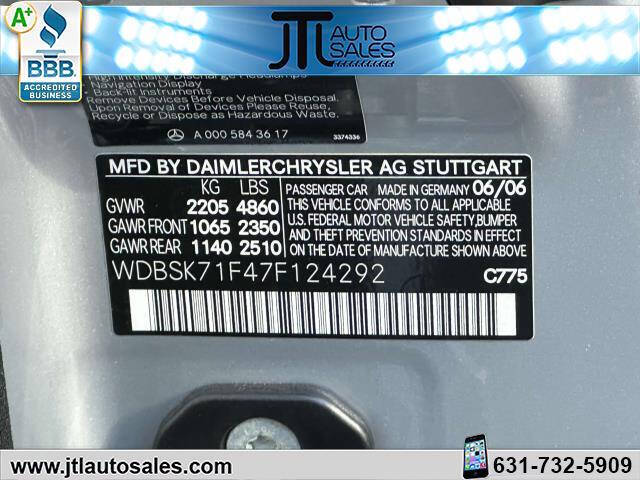 A+
BBB.
ACCREDITED
BUSINESS
JTL AUTO
SALES
High Intensity Discharge Headlamps
Navigation Display
Back-lit Instruments
Remove Devices Before Vehicle Disposal.
Upon Removal of Devices Please Reuse,
Recycle or Dispose as Hazardous Waste.
A 000 584 36 17
3374336
MFD BY DAIMLERCHRYSLER AG STUTTGART
KG LBS
GVWR 2205 4860
GAWR FRONT 1065 2350
GAWR REAR 1140 2510
PASSENGER CAR MADE IN GERMANY 06/06
THIS VEHICLE CONFORMS TO ALL APPLICABLE
U.S. FEDERAL MOTOR VEHICLE SAFETY,BUMPER
AND THEFT PREVENTION STANDARDS IN EFFECT
ON THE DATE OF MANUFACTURE SHOWN ABOVE.
WDBSK71F47F124292
C775
www.jtlautosales.com
631-732-5909